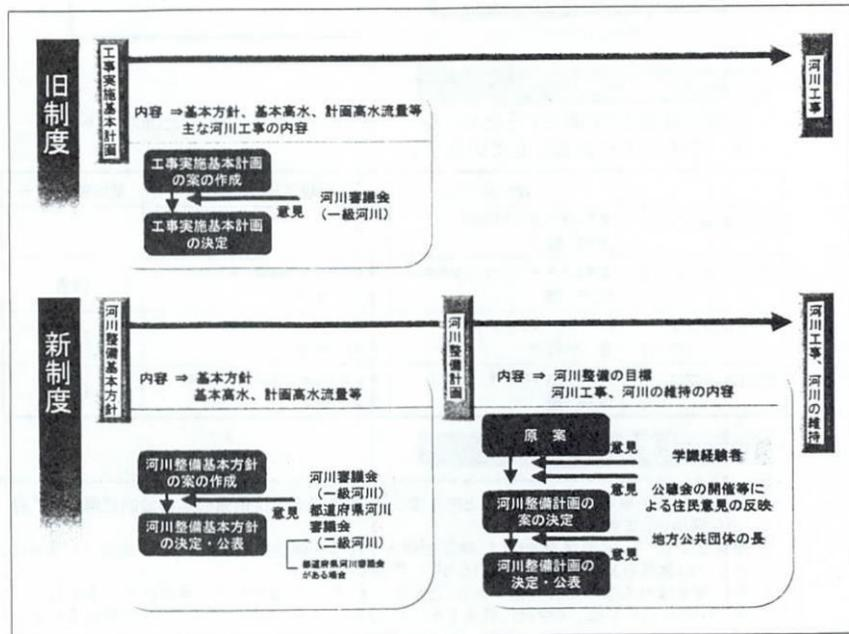 旧制度
工事実施基本計画
河川工事
内容 ⇒基本方針、基本高水、計画高水流量等
主な河川工事の内容
工事実施基本計画
の案の作成
意見
河川審議会
(一級河川)
工事実施基本計画
の決定
新制度
河川整備基本方針
河川整備計画
河川工事、河川の維持
内容 ⇒ 基本方針
基本高水、計画高水流量等
河川整備基本方針
の案の作成
意見
河川審議会
(一級河川)
都道府県河川
審議会
(二級河川)
都道府県河川審議会
がある場合
河川整備基本方針
の決定・公表
内容 ⇒ 河川整備の目標
河川工事、河川の維持の内容
原 案
意見
学識経験者
意見
公聴会の開催等に
よる住民意見の反映
河川整備計画の
案の決定
意見
地方公共団体の長
河川整備計画の
決定・公表